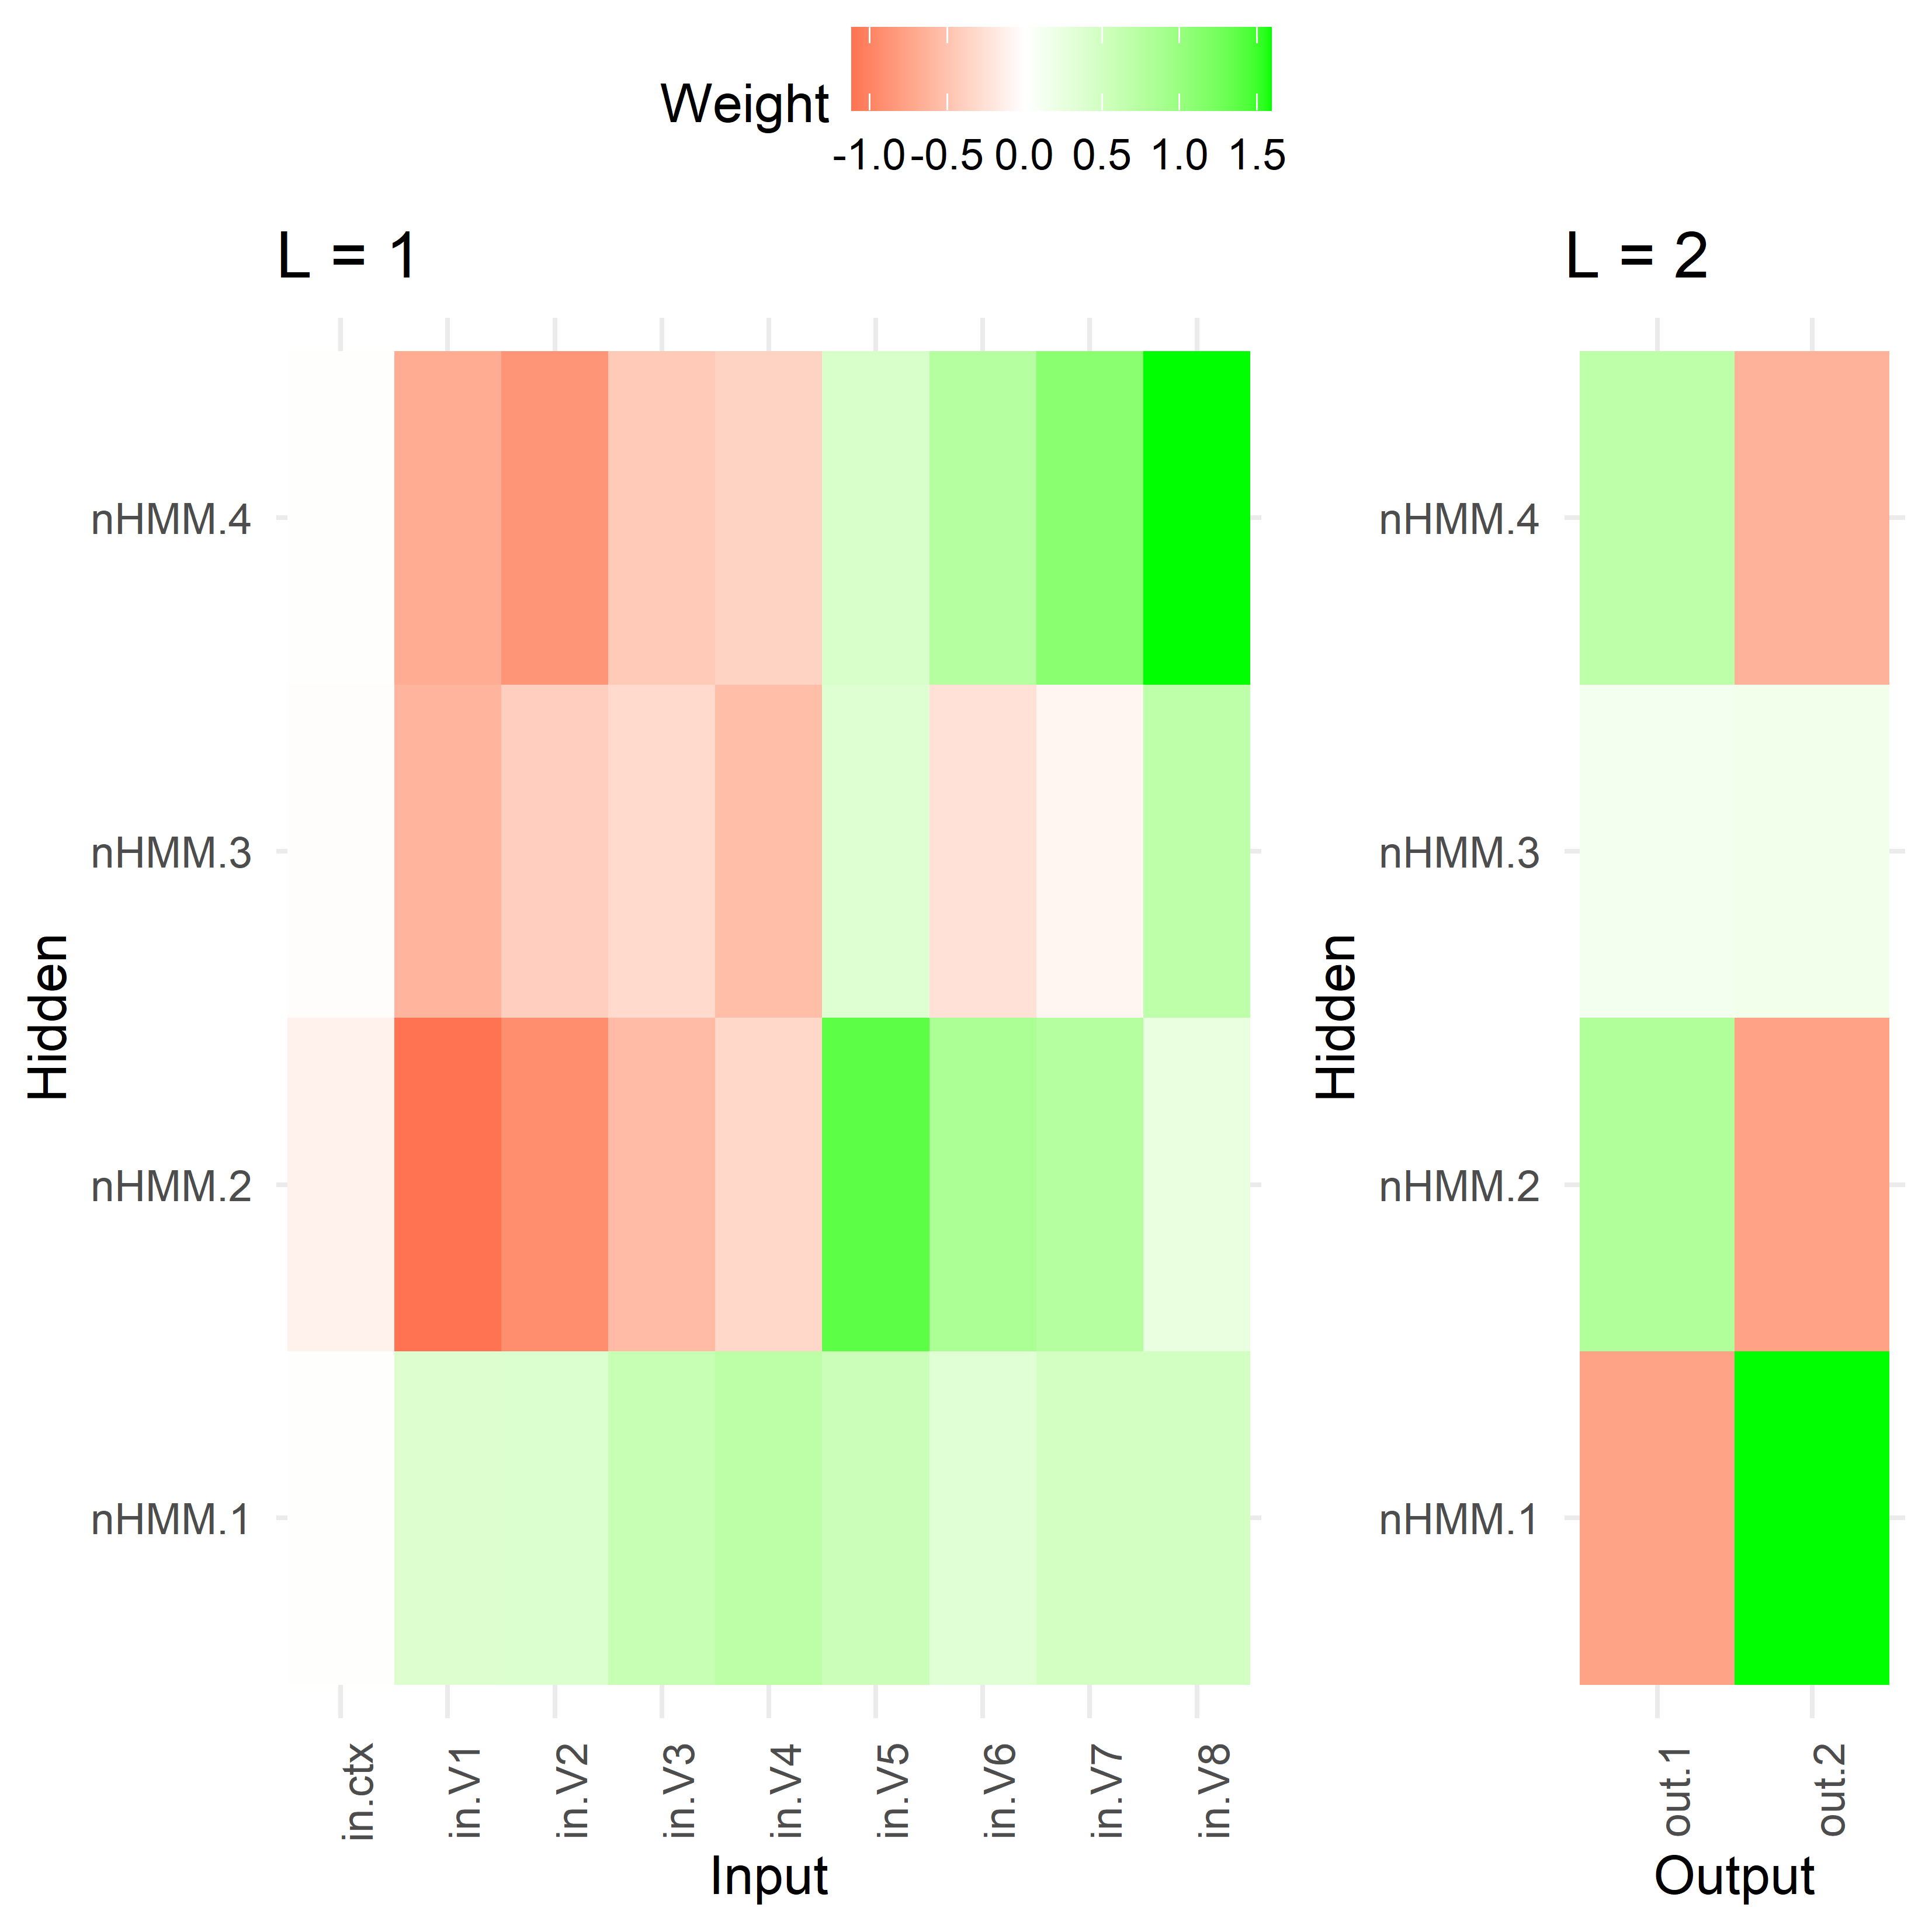 Weight
-1.0 -0.5 0.0 0.5 1.0 1.5
L = 1
L = 2
Hidden
nHMM.4
nHMM.3
nHMM.2
nHMM.1
in.ctx
in.V1
in.V2
in.V3
in.V4
in.V5
in.V6
in.V7
in.V8
Input
Hidden
nHMM.4
nHMM.3
nHMM.2
nHMM.1
out.1
out.2
Output